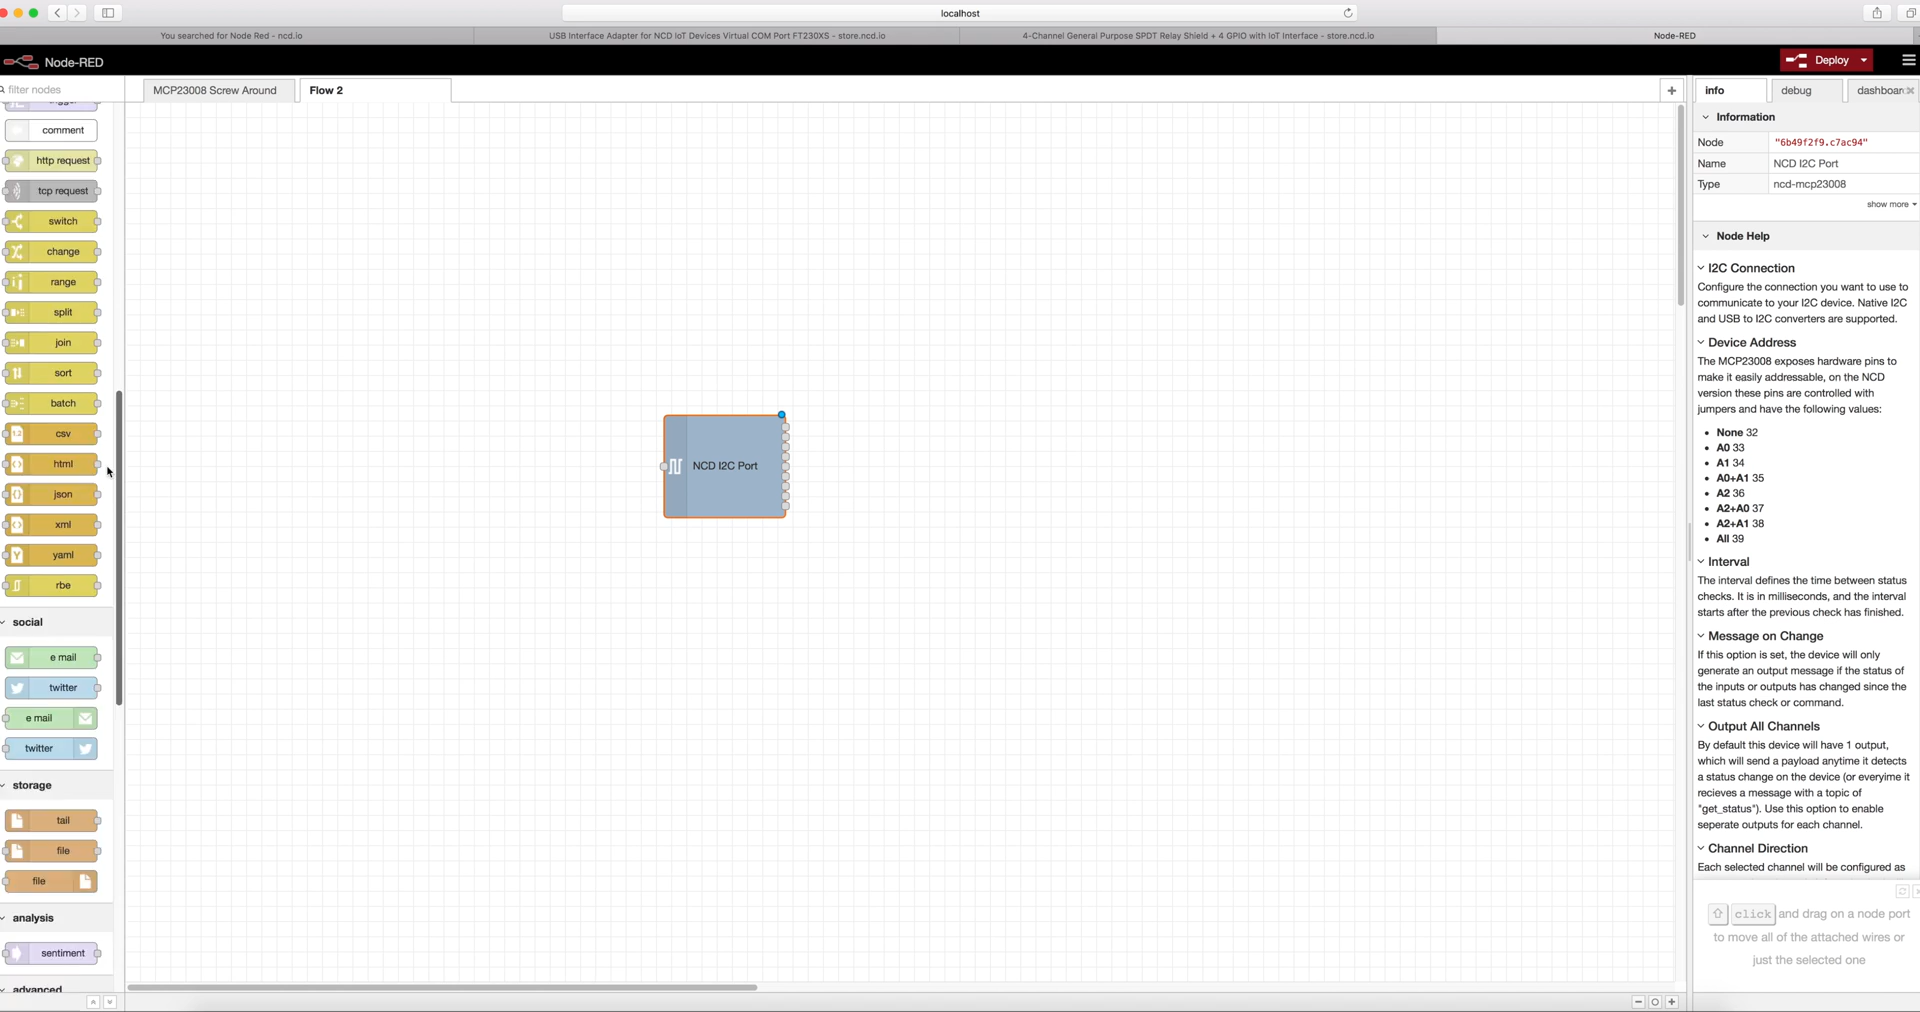 localhost
You searched for Node Red - ncd.io
USB Interface Adapter for NCD IoT Devices Virtual COM Port FT230XS - store.ncd.io
4-Channel General Purpose SPDT Relay Shield + 4 GPIO with IoT Interface - store.ncd.io
Node-RED
Node-RED
Deploy
filter nodes
MCP23008 Screw Around
Flow 2
info
debug
comment
http request
tcp request
switch
change
range
split
join
sort
batch
csv
html
json
xml
yaml
rbe
social
e mail
twitter
e mail
twitter
storage
tail
file
file
analysis
sentiment
advanced
NCD I2C Port
Information
Node "6b49f2f9.c7ac94"
Name NCD I2C Port
Type ncd-mcp23008
show more
Node Help
I2C Connection
Configure the connection you want to use to
communicate to your I2C device. Native I2C
and USB to I2C converters are supported.
Device Address
The MCP23008 exposes hardware pins to
make it easily addressable, on the NCD
version these pins are controlled with
jumpers and have the following values:
None 32
A0 33
A1 34
A0+A1 35
A2 36
A2+A0 37
A2+A1 38
All 39
Interval
The interval defines the time between status
checks. It is in milliseconds, and the interval
starts after the previous check has finished.
Message on Change
If this option is set, the device will only
generate an output message if the status of
the inputs or outputs has changed since the
last status check or command.
Output All Channels
By default this device will have 1 output,
which will send a payload anytime it detects
a status change on the device (or everyime it
recieves a message with a topic of
"get_status"). Use this option to enable
seperate outputs for each channel.
Channel Direction
Each selected channel will be configured as
click and drag on a node port
to move all of the attached wires or
just the selected one